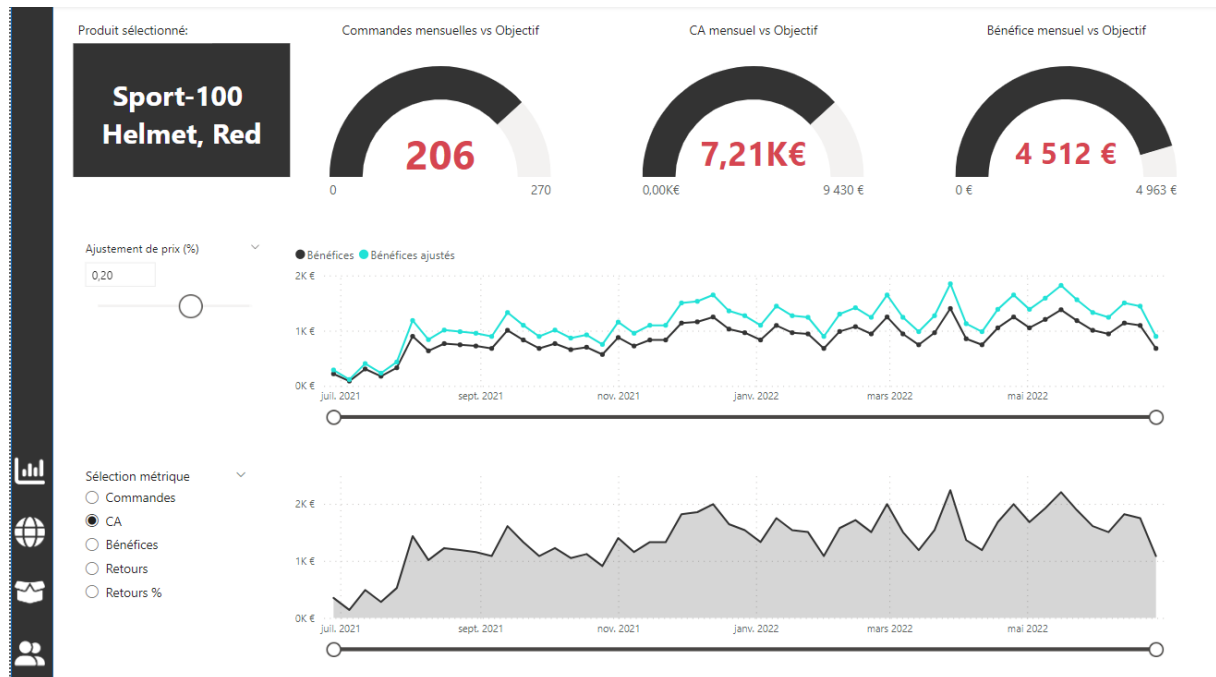 Produit sélectionné:
Sport-100
Helmet, Red
Commandes mensuelles vs Objectif
206
0
270
CA mensuel vs Objectif
7,21K€
0,00K€
9 430 €
Bénéfice mensuel vs Objectif
4 512 €
0 €
4 963 €
Ajustement de prix (%)
0,20
Bénéfices
Bénéfices ajustés
2K €
1K €
0K €
juil. 2021
sept. 2021
nov. 2021
janv. 2022
mars 2022
mai 2022
Sélection métrique
Commandes
CA
Bénéfices
Retours
Retours %
2K €
1K €
0K €
juil. 2021
sept. 2021
nov. 2021
janv. 2022
mars 2022
mai 2022